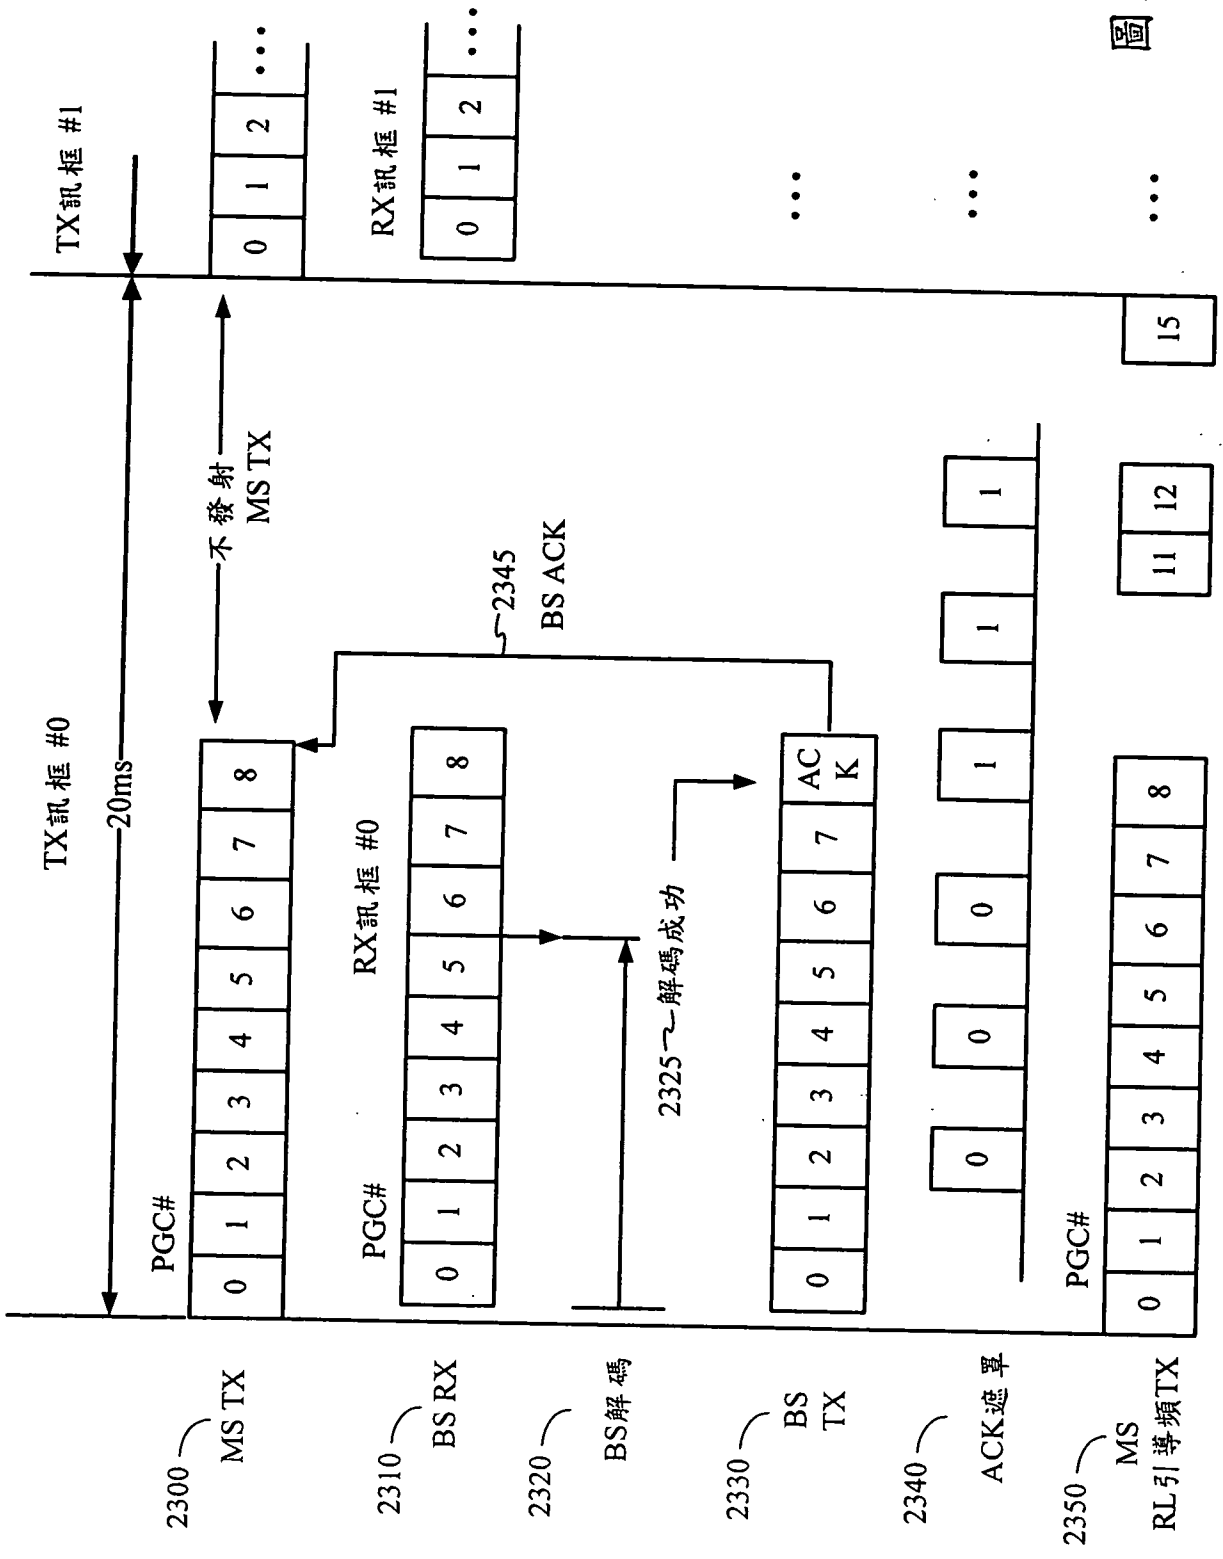 TX訊框 #0
TX訊框 #1
20ms
2300
MS TX
PGC#
0 1 2 3 4 5 6 7 8
不發射
MS TX
0 1 2 …
2310
BS RX
PGC#
RX訊框 #0
0 1 2 3 4 5 6 7 8
RX訊框 #1
0 1 2 …
2320
BS解碼
2325 解碼成功
2345
BS ACK
2330
BS
TX
0 1 2 3 4 5 6 7 AC
K
…
2340
ACK遮罩
0 0 0 1 1 1
…
2350
MS
RL引導頻TX
PGC#
0 1 2 3 4 5 6 7 8 11 12 15
…
圖